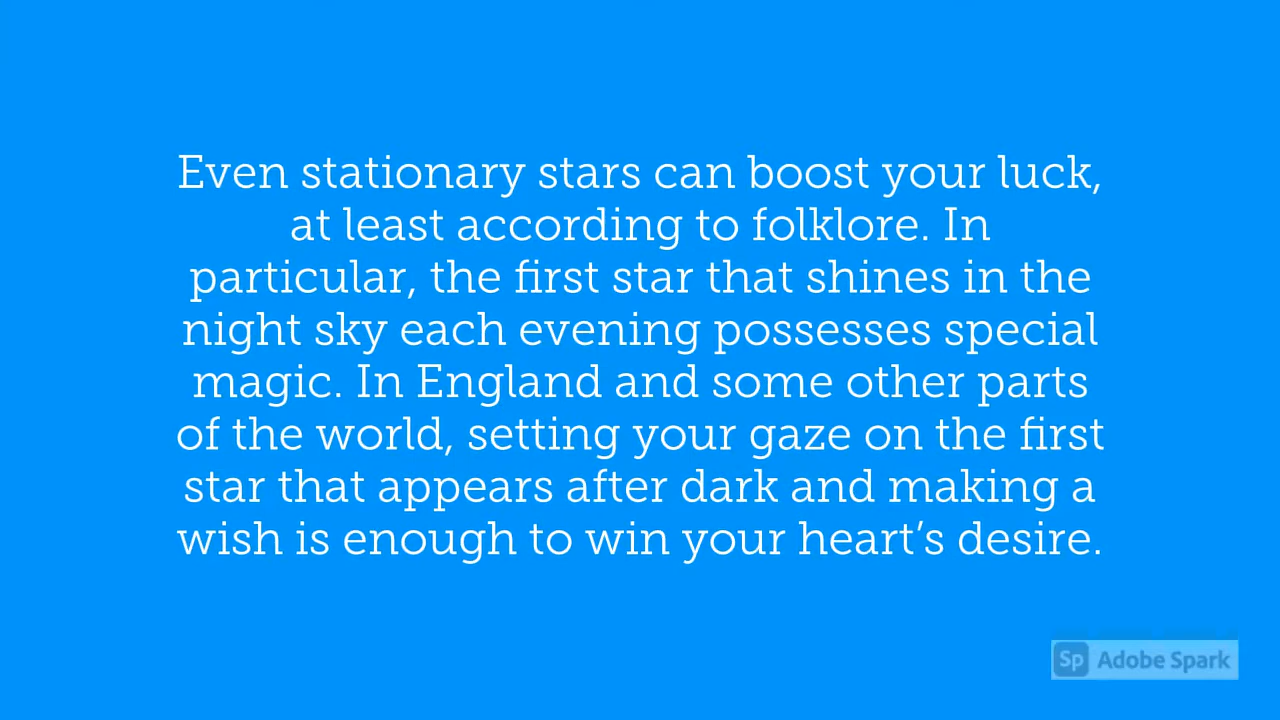 Even stationary stars can boost your luck,
at least according to folklore. In
particular, the first star that shines in the
night sky each evening possesses special
magic. In England and some other parts
of the world, setting your gaze on the first
star that appears after dark and making a
wish is enough to win your heart’s desire.
Sp Adobe Spark